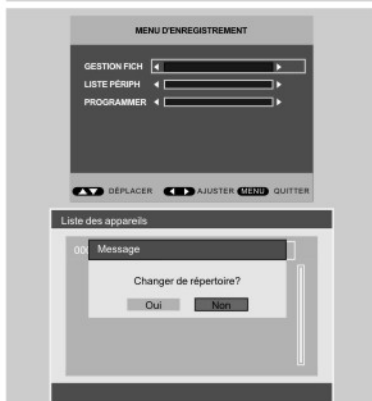 MENU D'ENREGISTREMENT
GESTION FICH
LISTE PÉRIPH
PROGRAMMER
DÉPLACER AJUSTER MENU QUITTER
Liste des appareils
000
Message
Changer de répertoire?
Oui Non